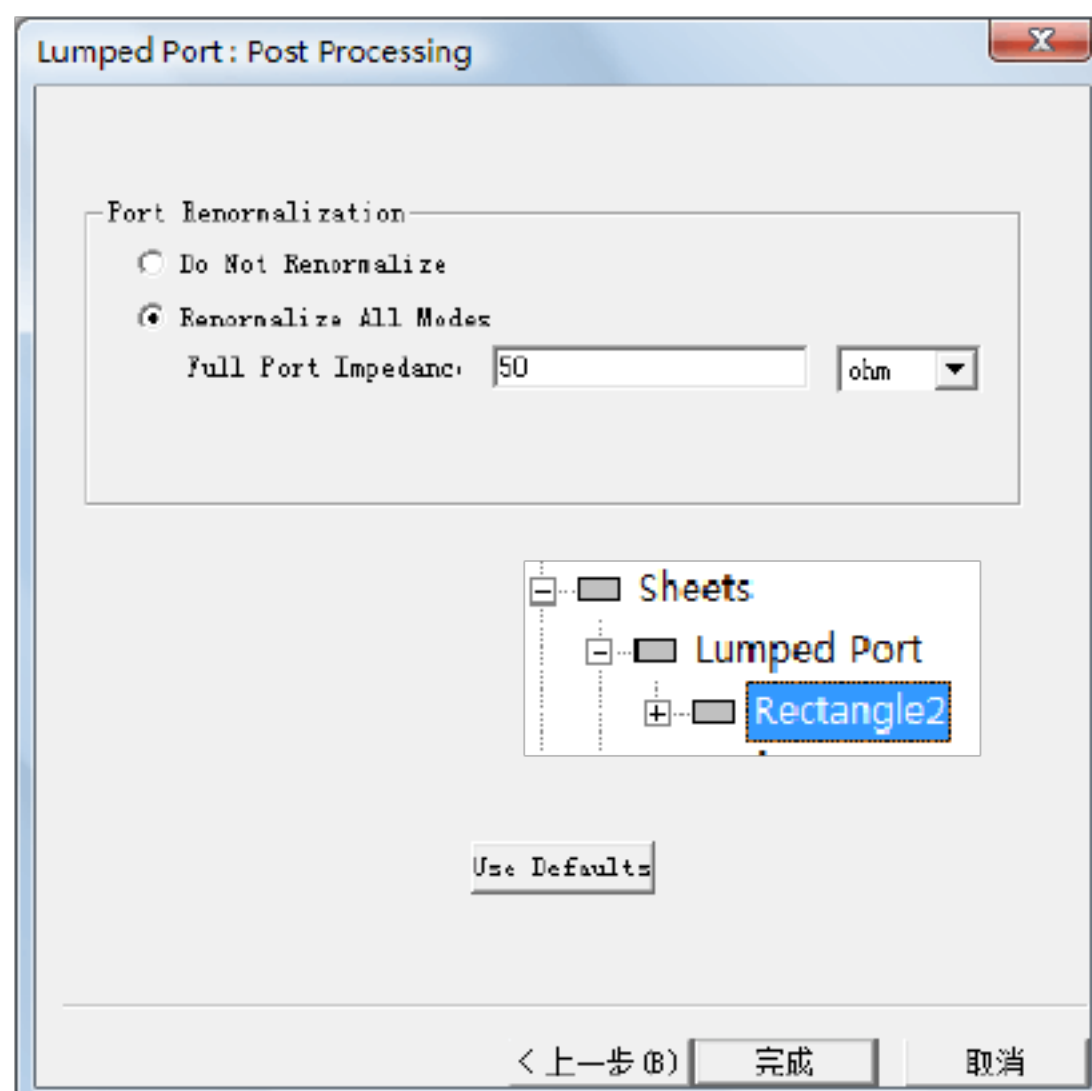 Lumped Port : Post Processing
Port Renormalization
Do Not Renormalize
Renormalize All Modes
Full Port Impedanc
50
ohm
Sheets
Lumped Port
Rectangle2
Use Defaults
< 上一步(B)
完成
取消